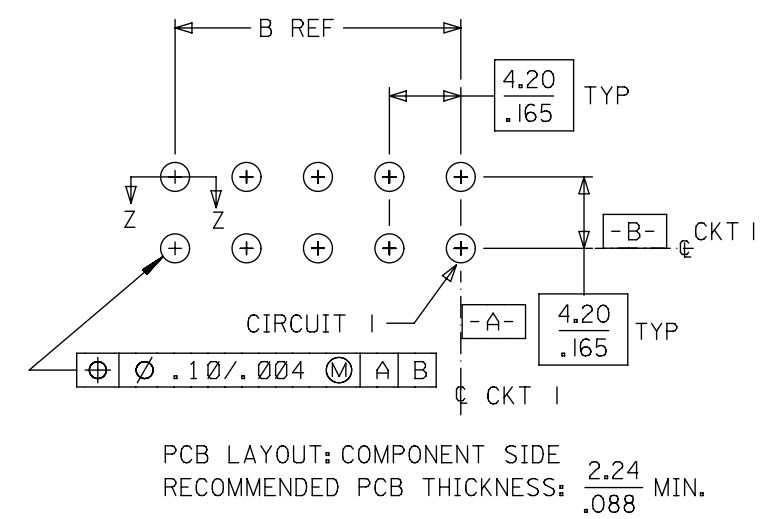 B REF
4.20
.165
TYP
Z
Z
-B-
℄ CKT 1
CIRCUIT 1
-A-
4.20
.165
TYP
⌖ Ø .10/.004 Ⓜ A B
℄ CKT 1
PCB LAYOUT: COMPONENT SIDE
RECOMMENDED PCB THICKNESS: 2.24/.088 MIN.